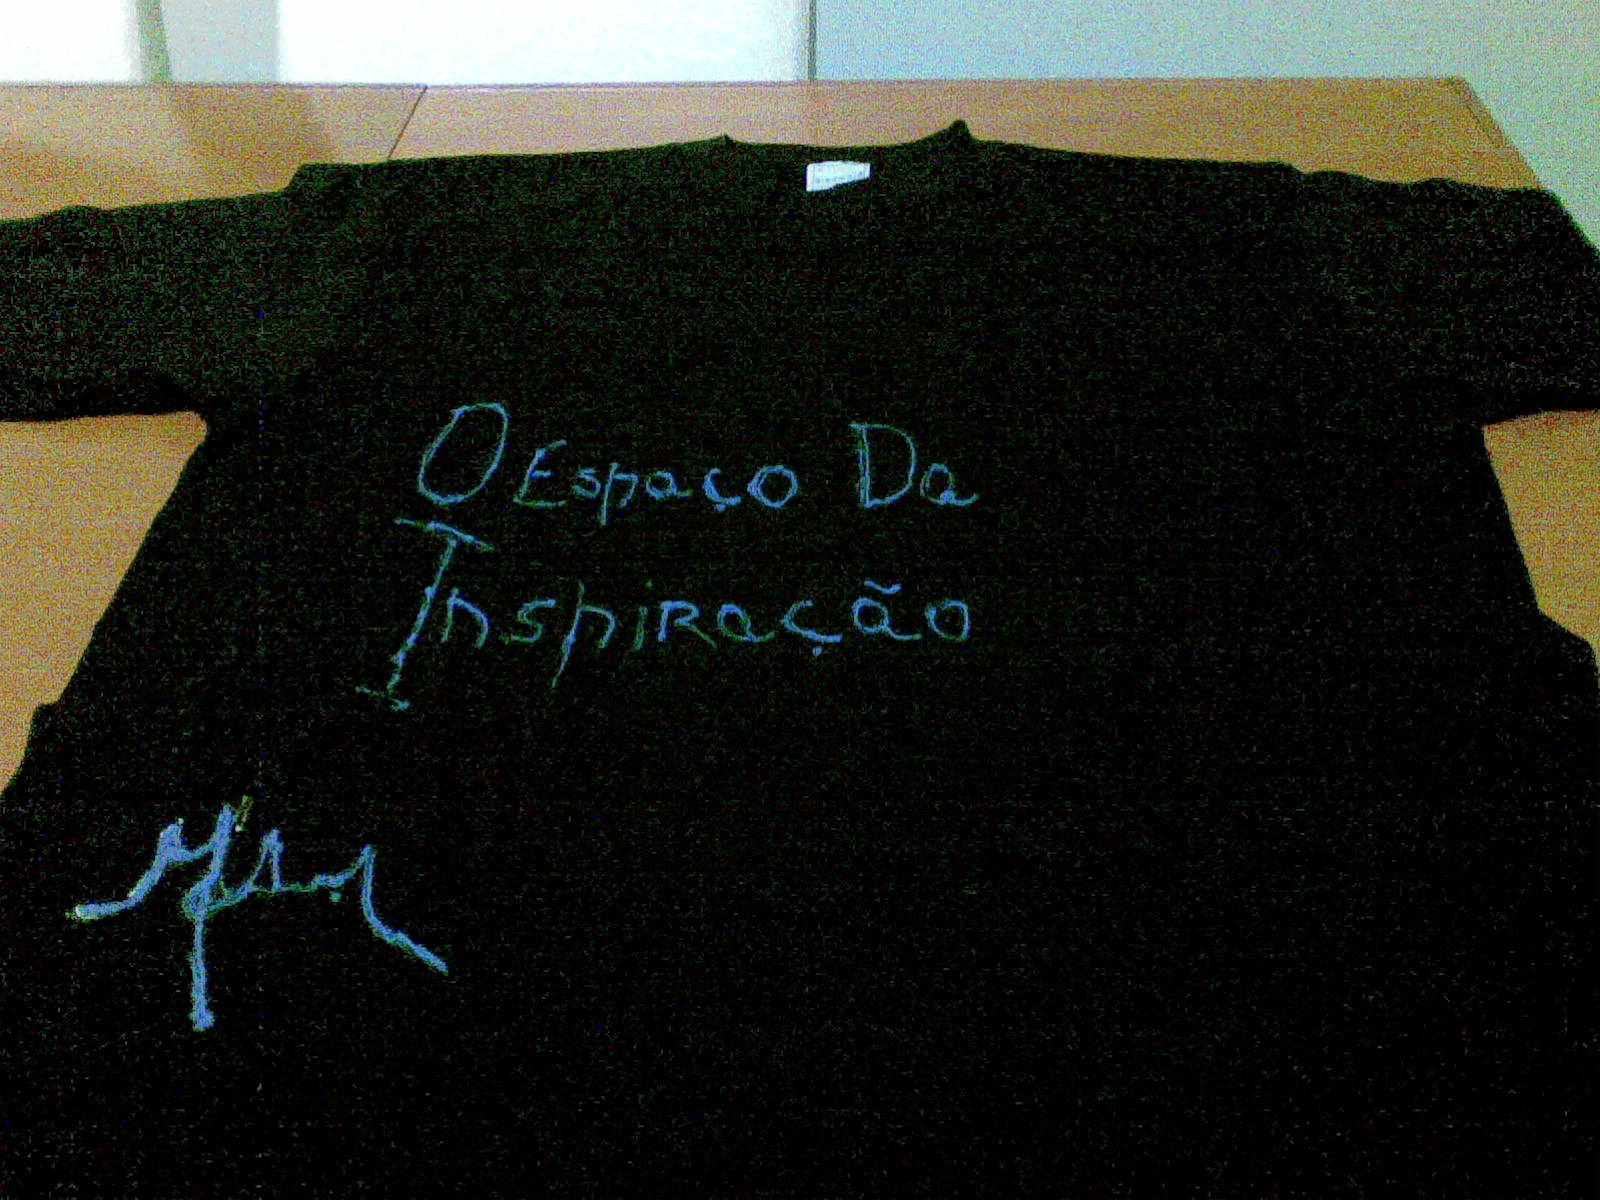 O Espaço Da
Inspiração